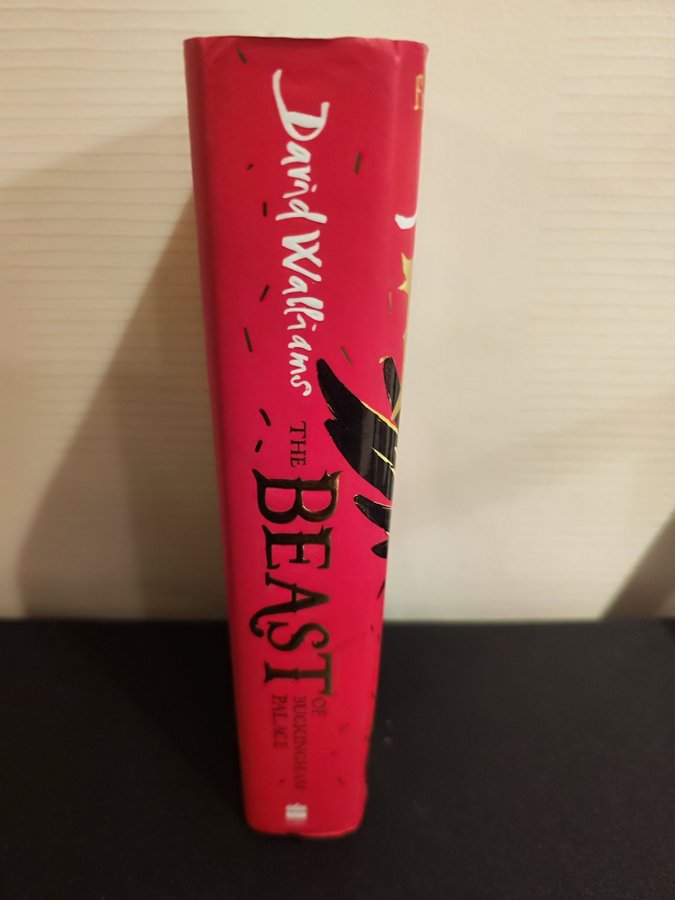 David Walliams
THE
BEAST
OF
BUCKINGHAM
PALACE